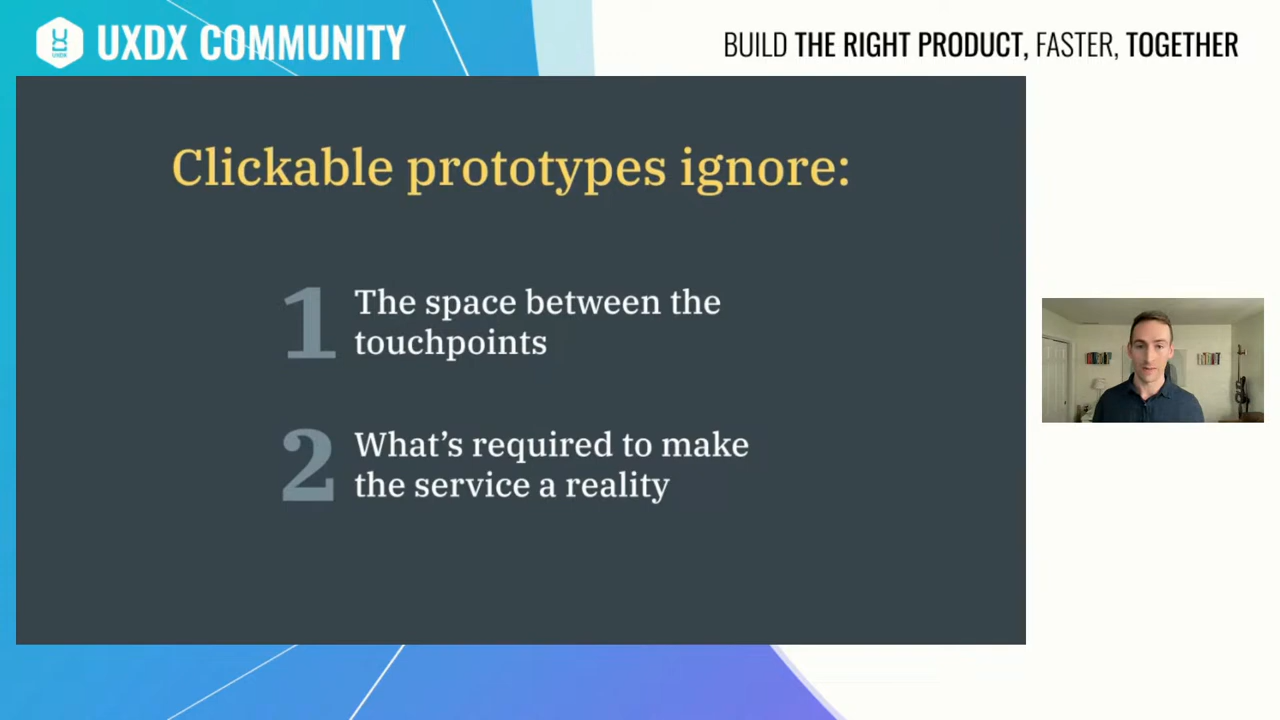 UXDX COMMUNITY
BUILD THE RIGHT PRODUCT, FASTER, TOGETHER
Clickable prototypes ignore:
1 The space between the
touchpoints
2 What’s required to make
the service a reality